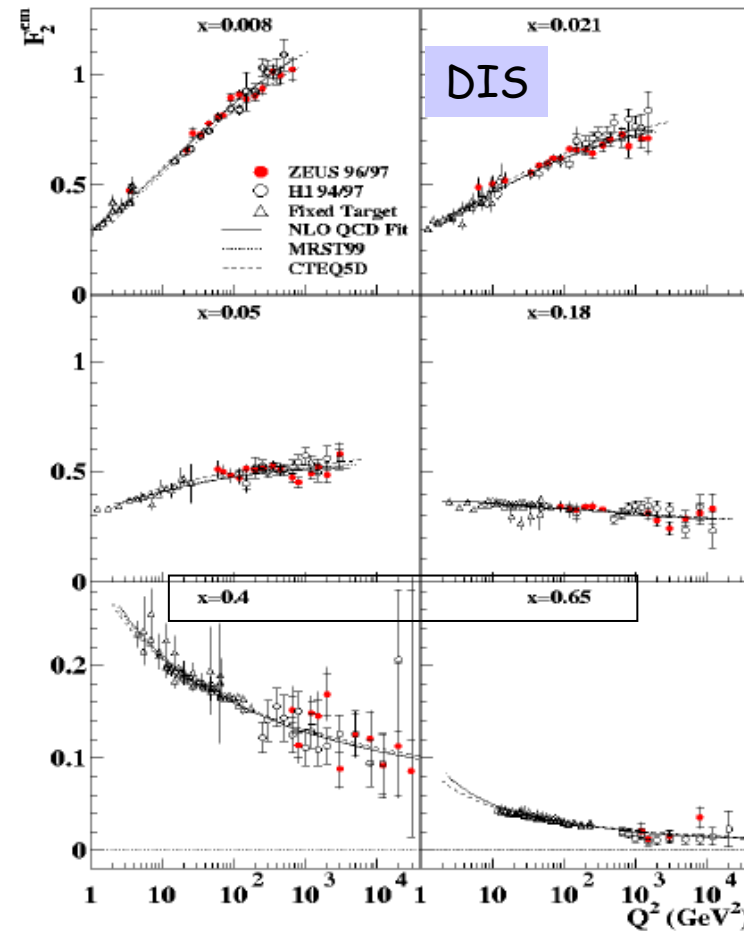 F₂ᵉᵐ
x=0.008
x=0.021
DIS
1
0.5
0
ZEUS 96/97
H1 94/97
Fixed Target
NLO QCD Fit
MRST99
CTEQ5D
x=0.05
x=0.18
1
0.5
0
x=0.4
x=0.65
0.2
0.1
0
1 10 10² 10³ 10⁴ 1 10 10² 10³ 10⁴
Q² (GeV²)